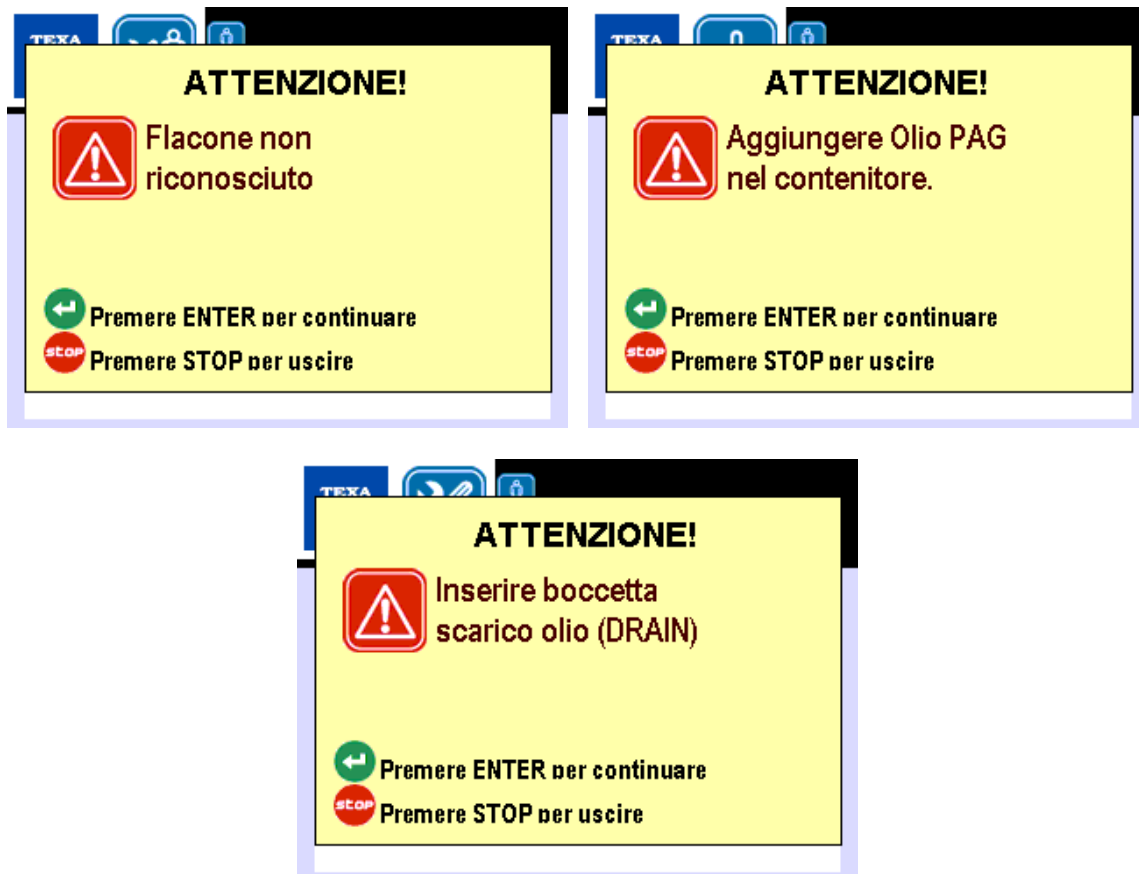 TEXA
ATTENZIONE!
Flacone non
riconosciuto
Premere ENTER per continuare
stop Premere STOP per uscire
TEXA
ATTENZIONE!
Aggiungere Olio PAG
nel contenitore.
Premere ENTER per continuare
stop Premere STOP per uscire
TEXA
ATTENZIONE!
Inserire boccetta
scarico olio (DRAIN)
Premere ENTER per continuare
stop Premere STOP per uscire